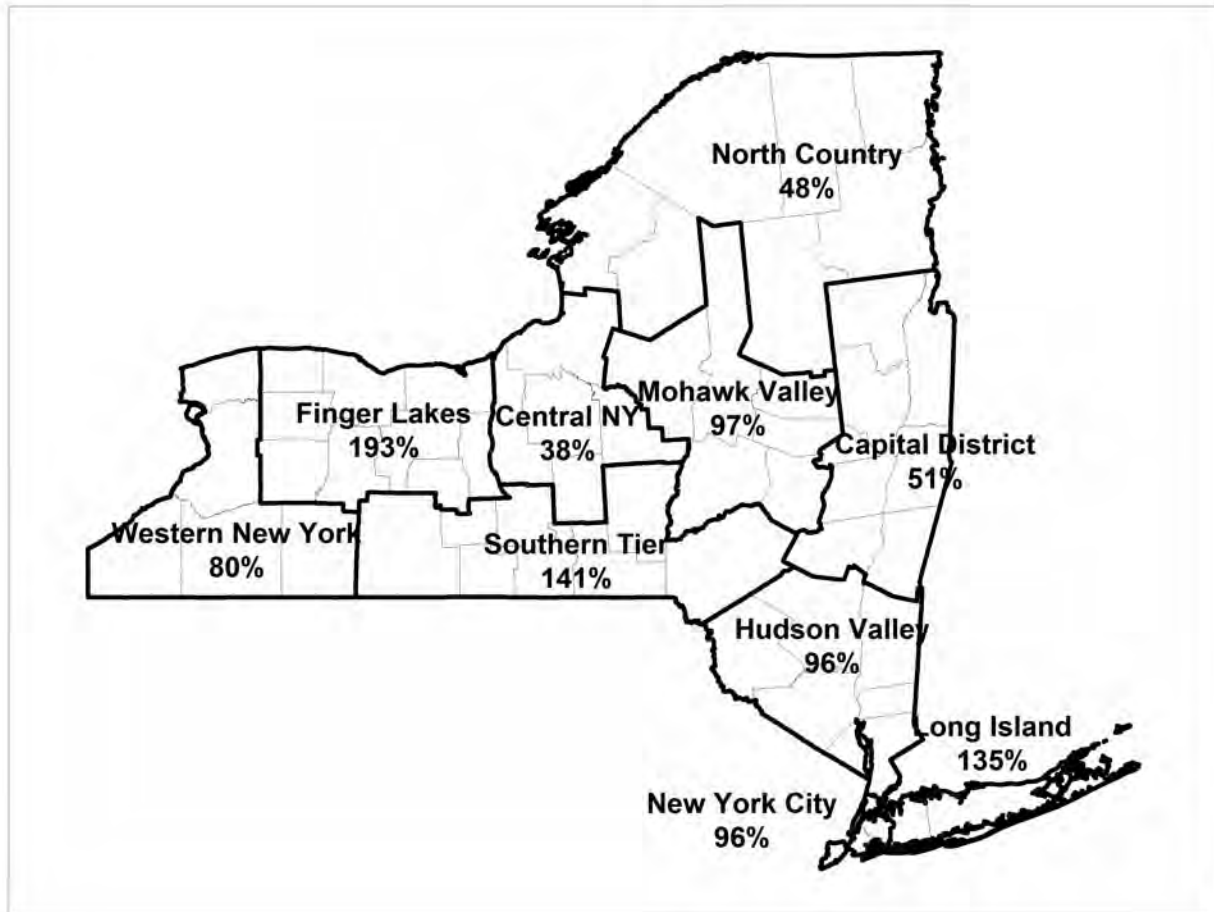 North Country
48%
Mohawk Valley
97%
Finger Lakes
193%
Central NY
38%
Capital District
51%
Western New York
80%
Southern Tier
141%
Hudson Valley
96%
Long Island
135%
New York City
96%